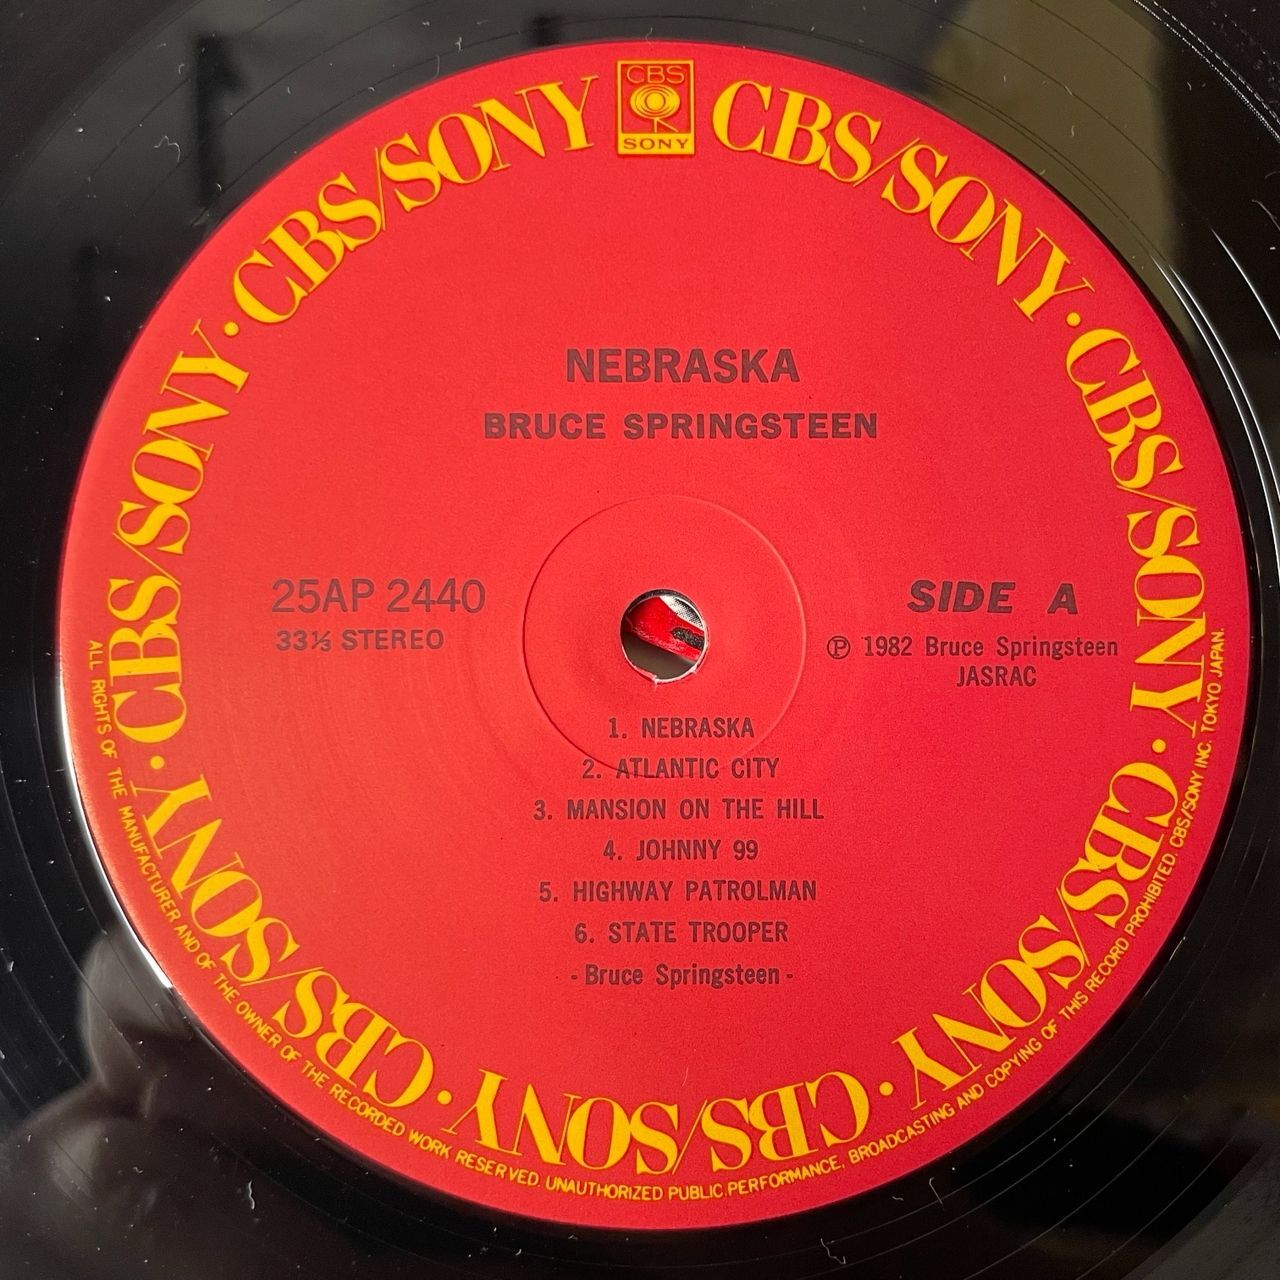 CBS
SONY
CBS/SONY · CBS/SONY · CBS/SONY · CBS/SONY · CBS/SONY · CBS/SONY · CBS/SONY · CBS/SONY
NEBRASKA
BRUCE SPRINGSTEEN
25AP 2440
33⅓ STEREO
SIDE A
Ⓟ 1982 Bruce Springsteen
JASRAC
1. NEBRASKA
2. ATLANTIC CITY
3. MANSION ON THE HILL
4. JOHNNY 99
5. HIGHWAY PATROLMAN
6. STATE TROOPER
- Bruce Springsteen -
ALL RIGHTS OF THE MANUFACTURER AND OF THE OWNER OF THE RECORDED WORK RESERVED. UNAUTHORIZED PUBLIC PERFORMANCE, BROADCASTING AND COPYING OF THIS RECORD PROHIBITED. CBS/SONY INC. TOKYO JAPAN.